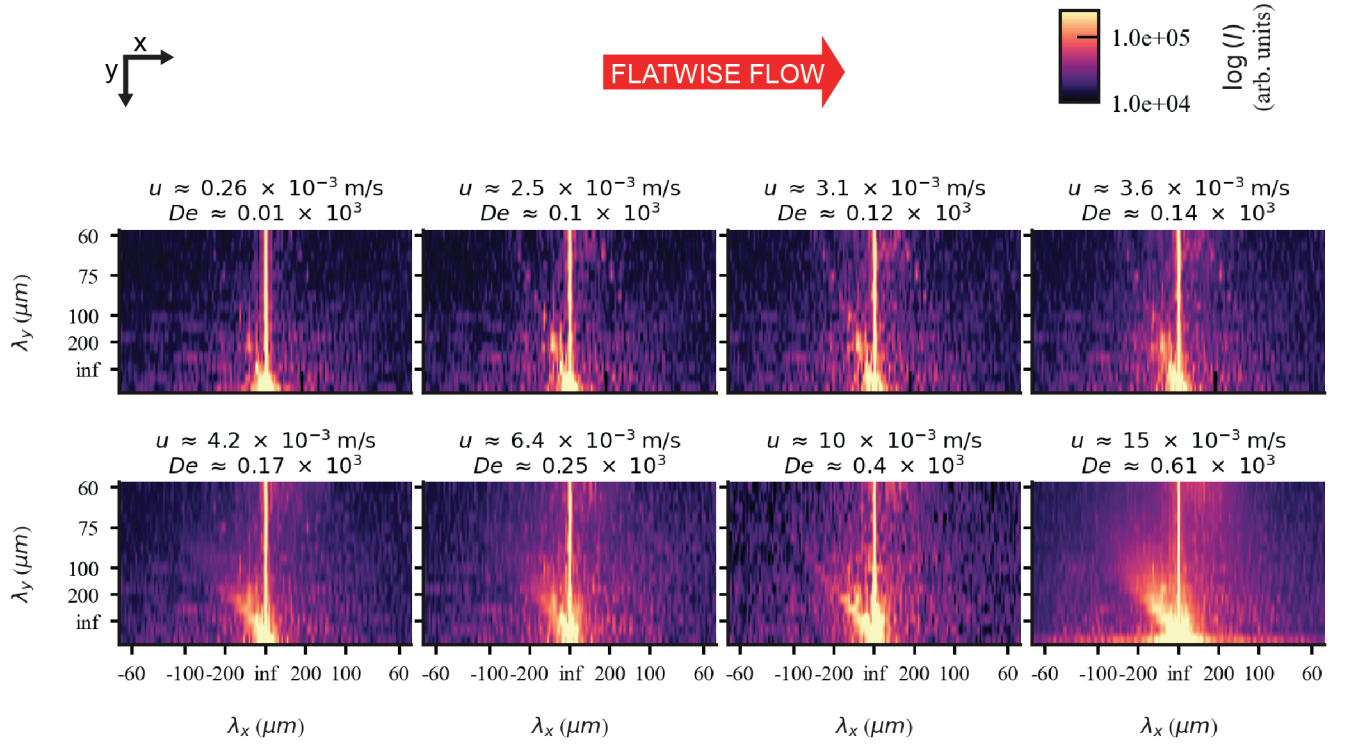 x
y
FLATWISE FLOW
1.0e+05
1.0e+04
log (I)
(arb. units)
u ≈ 0.26 × 10⁻³ m/s
De ≈ 0.01 × 10³
u ≈ 2.5 × 10⁻³ m/s
De ≈ 0.1 × 10³
u ≈ 3.1 × 10⁻³ m/s
De ≈ 0.12 × 10³
u ≈ 3.6 × 10⁻³ m/s
De ≈ 0.14 × 10³
λy (μm)
60
75
100
200
inf
u ≈ 4.2 × 10⁻³ m/s
De ≈ 0.17 × 10³
u ≈ 6.4 × 10⁻³ m/s
De ≈ 0.25 × 10³
u ≈ 10 × 10⁻³ m/s
De ≈ 0.4 × 10³
u ≈ 15 × 10⁻³ m/s
De ≈ 0.61 × 10³
λy (μm)
60
75
100
200
inf
-60 -100 -200 inf 200 100 60
-60 -100 -200 inf 200 100 60
-60 -100 -200 inf 200 100 60
-60 -100 -200 inf 200 100 60
λx (μm)
λx (μm)
λx (μm)
λx (μm)